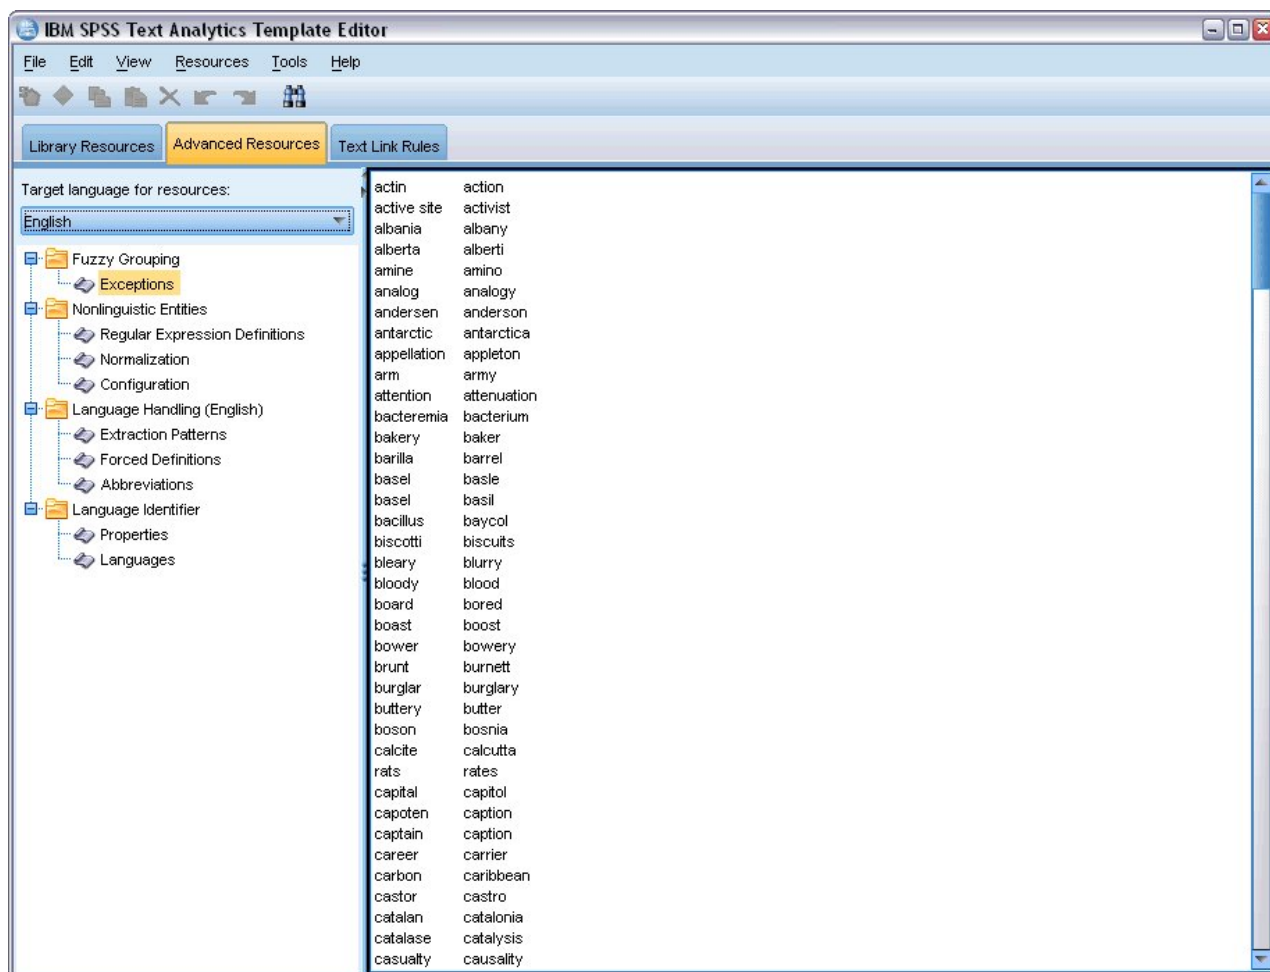 IBM SPSS Text Analytics Template Editor
File Edit View Resources Tools Help
Library Resources Advanced Resources Text Link Rules
Target language for resources:
English
Fuzzy Grouping
Exceptions
Nonlinguistic Entities
Regular Expression Definitions
Normalization
Configuration
Language Handling (English)
Extraction Patterns
Forced Definitions
Abbreviations
Language Identifier
Properties
Languages
actin action
active site activist
albania albany
alberta alberti
amine amino
analog analogy
andersen anderson
antarctic antarctica
appellation appleton
arm army
attention attenuation
bacteremia bacterium
bakery baker
barilla barrel
basel basle
basel basil
bacillus baycol
biscotti biscuits
bleary blurry
bloody blood
board bored
boast boost
bower bowery
brunt burnett
burglar burglary
buttery butter
boson bosnia
calcite calcutta
rats rates
capital capitol
capoten caption
captain caption
career carrier
carbon caribbean
castor castro
catalan catalonia
catalase catalysis
casualty causality